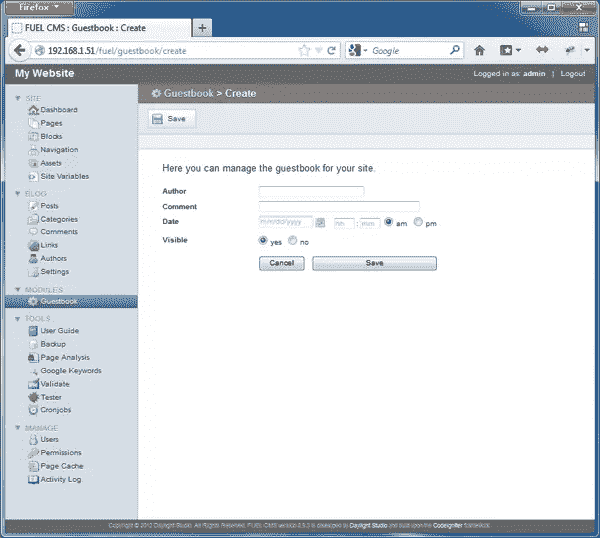 Firefox
FUEL CMS : Guestbook : Create
192.168.1.51/fuel/guestbook/create
Google
My Website
Logged in as: admin | Logout
SITE
Dashboard
Pages
Blocks
Navigation
Assets
Site Variables
BLOG
Posts
Categories
Comments
Links
Authors
Settings
MODULES
Guestbook
TOOLS
User Guide
Backup
Page Analysis
Google Keywords
Validate
Tester
Cronjobs
MANAGE
Users
Permissions
Page Cache
Activity Log
Guestbook > Create
Save
Here you can manage the guestbook for your site.
Author
Comment
Date mm/dd/yyyy hh : mm am pm
Visible yes no
Cancel Save
Copyright © 2012 Daylight Studio. All Rights Reserved. FUEL CMS version is developed by Daylight Studio and built upon the CodeIgniter framework.